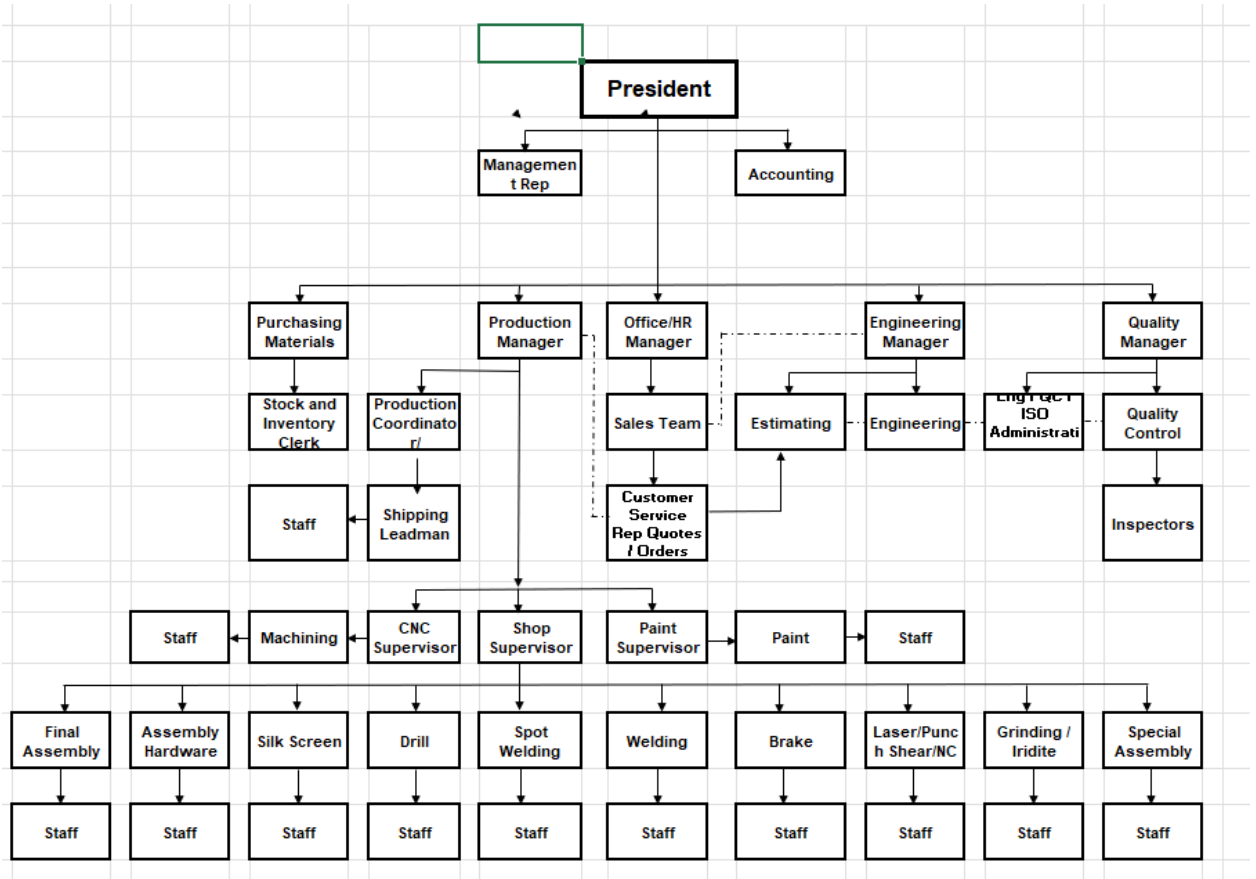 President
Managemen
t Rep
Accounting
Purchasing
Materials
Production
Manager
Office/HR
Manager
Engineering
Manager
Quality
Manager
Stock and
Inventory
Clerk
Production
Coordinato
r/
Sales Team
Estimating
Engineering
ISO
Administrati
Quality
Control
Staff
Shipping
Leadman
Customer
Service
Rep Quotes
/ Orders
Inspectors
Staff
Machining
CNC
Supervisor
Shop
Supervisor
Paint
Supervisor
Paint
Staff
Final
Assembly
Assembly
Hardware
Silk Screen
Drill
Spot
Welding
Welding
Brake
Laser/Punc
h Shear/NC
Grinding /
Iridite
Special
Assembly
Staff
Staff
Staff
Staff
Staff
Staff
Staff
Staff
Staff
Staff